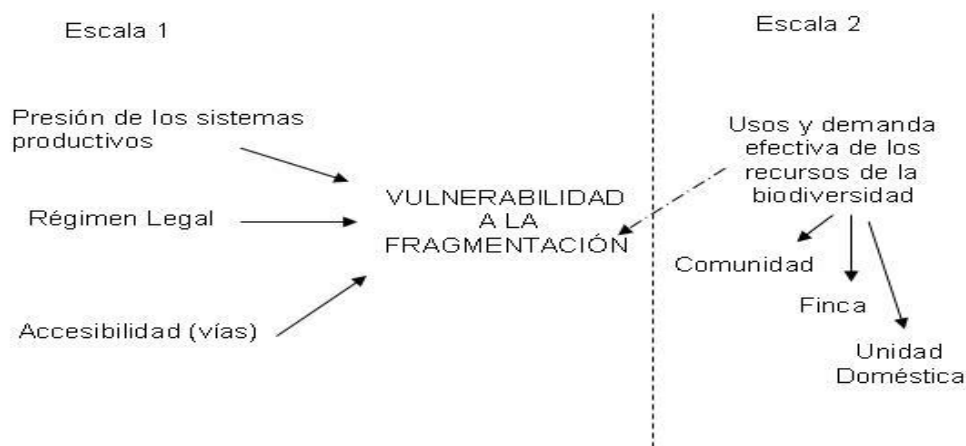 Escala 1
Presión de los sistemas
productivos
Régimen Legal
Accesibilidad (vías)
VULNERABILIDAD
A LA
FRAGMENTACIÓN
Escala 2
Usos y demanda
efectiva de los
recursos de la
biodiversidad
Comunidad
Finca
Unidad
Doméstica